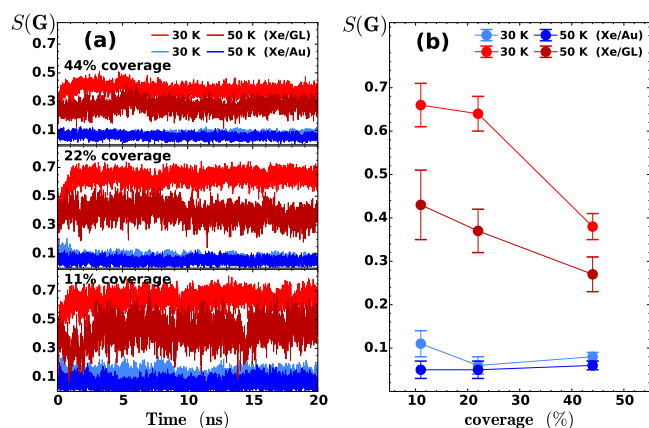 S(G)
(a)
30 K 50 K (Xe/GL)
30 K 50 K (Xe/Au)
44% coverage
0.7
0.5
0.3
0.1
22% coverage
0.7
0.5
0.3
0.1
11% coverage
0.7
0.5
0.3
0.1
0 5 10 15 20
Time (ns)
S(G)
(b)
30 K 50 K (Xe/Au)
30 K 50 K (Xe/GL)
0.7
0.6
0.5
0.4
0.3
0.2
0.1
10 20 30 40 50
coverage (%)